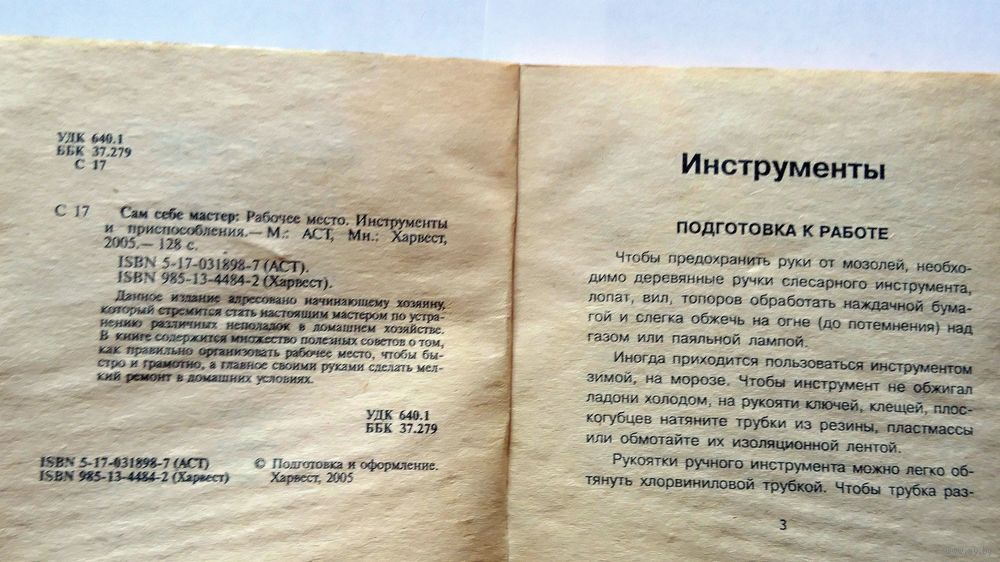 УДК 640.1
ББК 37.279
С 17
С 17 Сам себе мастер: Рабочее место. Инструменты
и приспособления.— М.: АСТ, Мн.: Харвест,
2005.— 128 с.
ISBN 5-17-031898-7 (АСТ).
ISBN 985-13-4484-2 (Харвест).
Данное издание адресовано начинающему хозяину,
который стремится стать настоящим мастером по устра-
нению различных неполадок в домашнем хозяйстве.
В книге содержится множество полезных советов о том,
как правильно организовать рабочее место, чтобы бы-
стро и грамотно, а главное своими руками сделать мел-
кий ремонт в домашних условиях.
УДК 640.1
ББК 37.279
ISBN 5-17-031898-7 (АСТ)
ISBN 985-13-4484-2 (Харвест)
© Подготовка и оформление.
Харвест, 2005
Инструменты
ПОДГОТОВКА К РАБОТЕ
Чтобы предохранить руки от мозолей, необхо-
димо деревянные ручки слесарного инструмента,
лопат, вил, топоров обработать наждачной бума-
гой и слегка обжечь на огне (до потемнения) над
газом или паяльной лампой.
Иногда приходится пользоваться инструментом
зимой, на морозе. Чтобы инструмент не обжигал
ладони холодом, на рукояти ключей, клещей, плос-
когубцев натяните трубки из резины, пластмассы
или обмотайте их изоляционной лентой.
Рукоятки ручного инструмента можно легко об-
тянуть хлорвиниловой трубкой. Чтобы трубка раз-
3